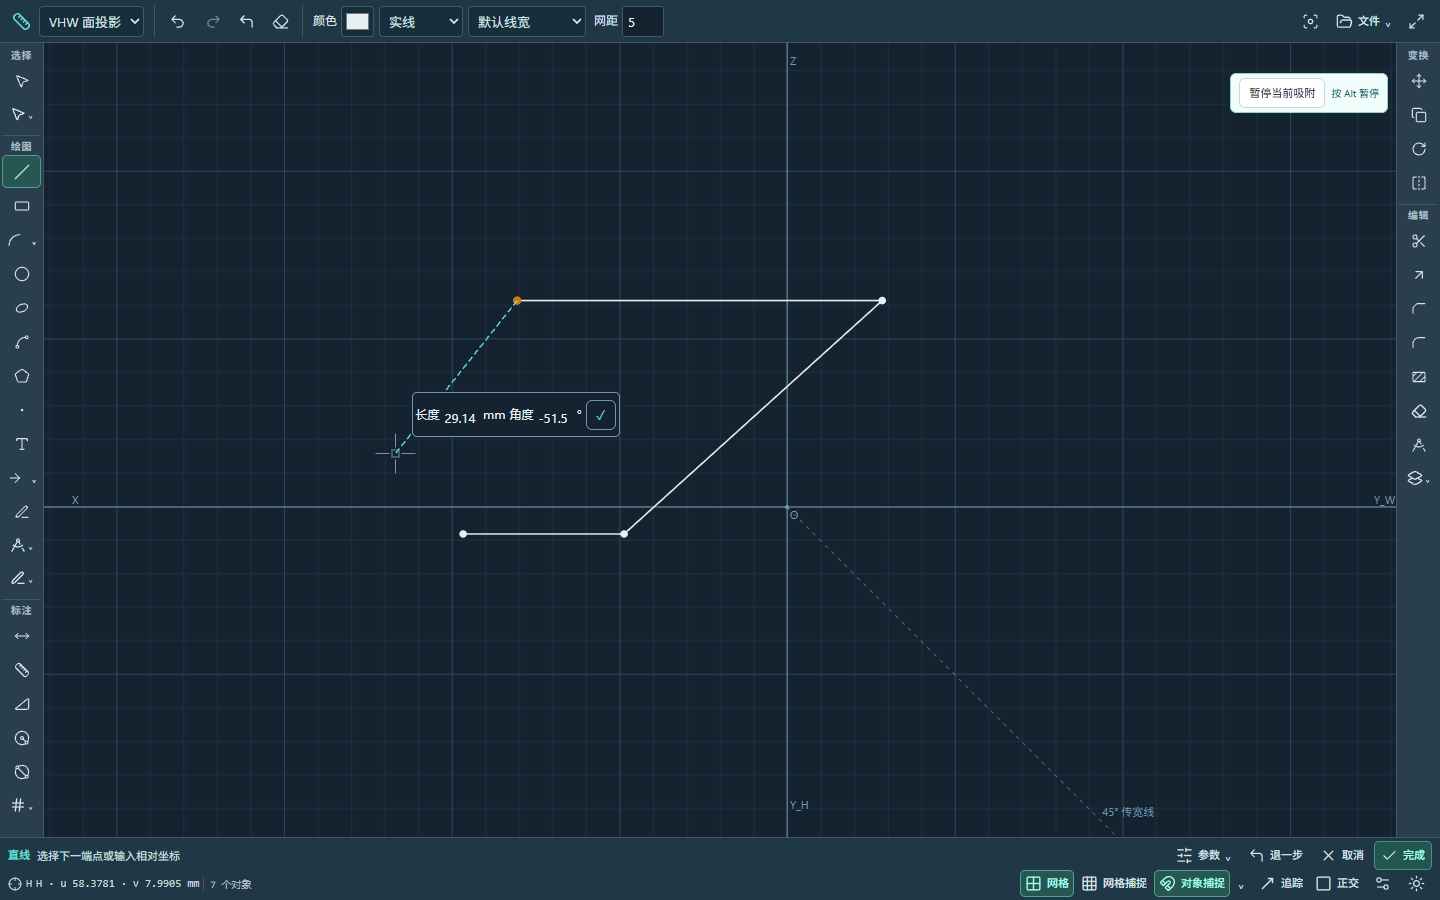 VHW 面投影
颜色
实线
默认线宽
网距 5
文件
选择
绘图
标注
变换
编辑
暂停当前吸附 按 Alt 暂停
Z
X
Y_W
O
Y_H
45° 传宽线
长度 29.14 mm 角度 -51.5 °
直线 选择下一端点或输入相对坐标
参数 退一步 取消 完成
H H · u 58.3781 · v 7.9905 mm 7 个对象
网格 网格捕捉 对象捕捉 追踪 正交